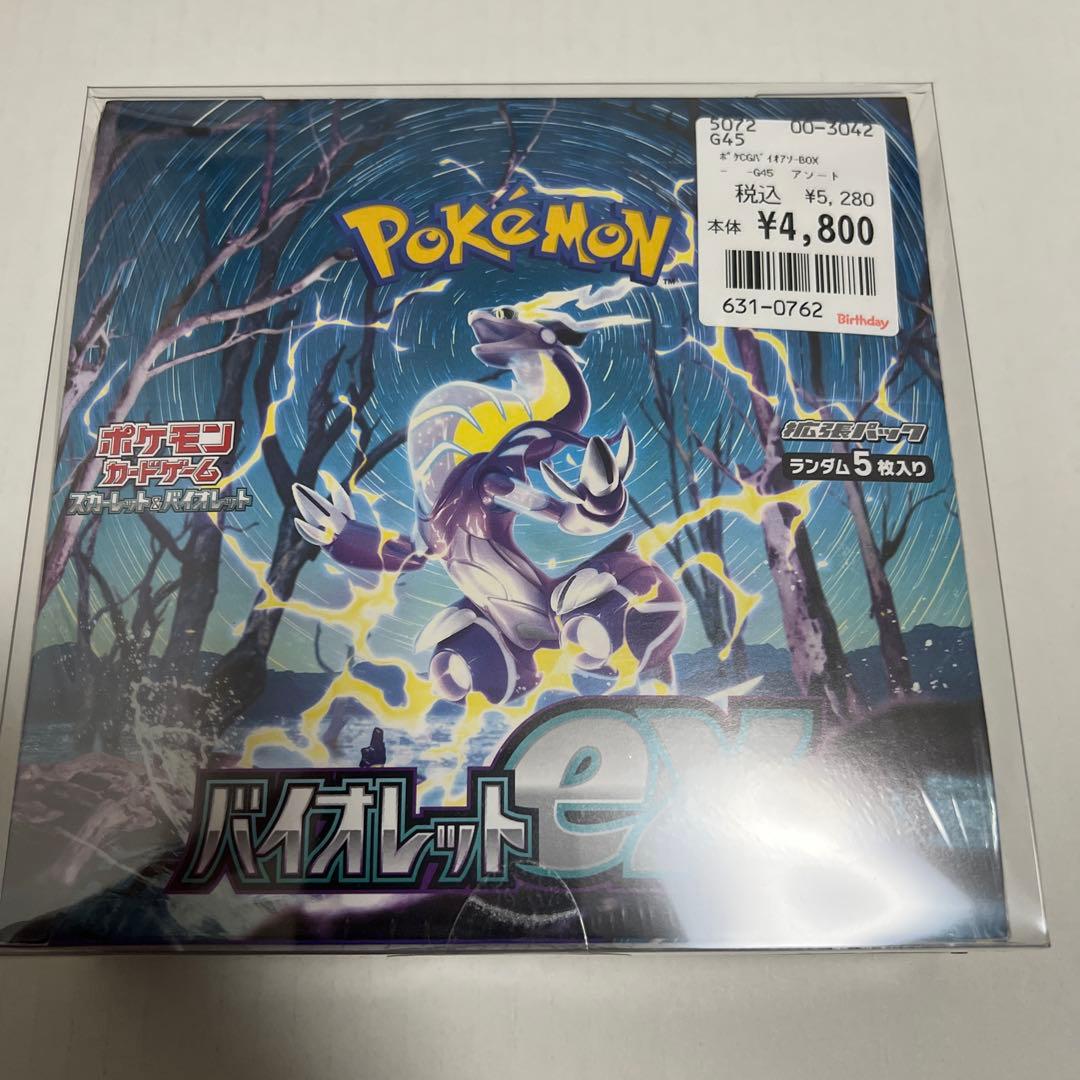 5072 00-3042
G45
ポケCGバイオアソ-BOX
- -G45 アソート
税込 ¥5,280
本体 ¥4,800
631-0762
Birthday
POKéMON
TM
ポケモン
カードゲーム
スカーレット&バイオレット
拡張パック
ランダム5枚入り
バイオレットex